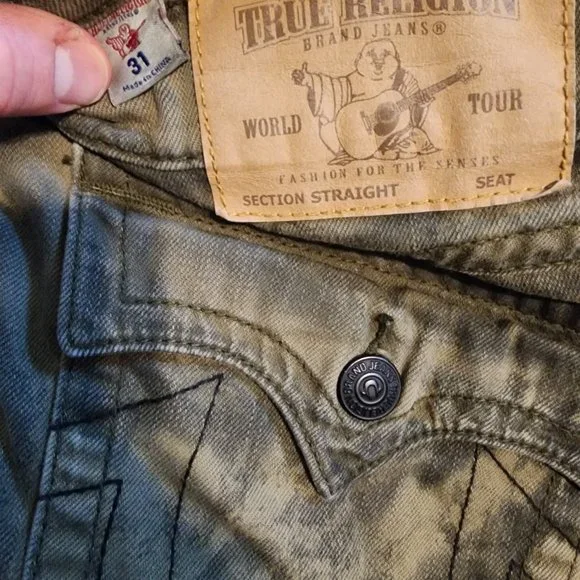 31
MADE IN CHINA
TRUE RELIGION
BRAND JEANS®
WORLD TOUR
FASHION FOR THE SENSES
SECTION STRAIGHT SEAT